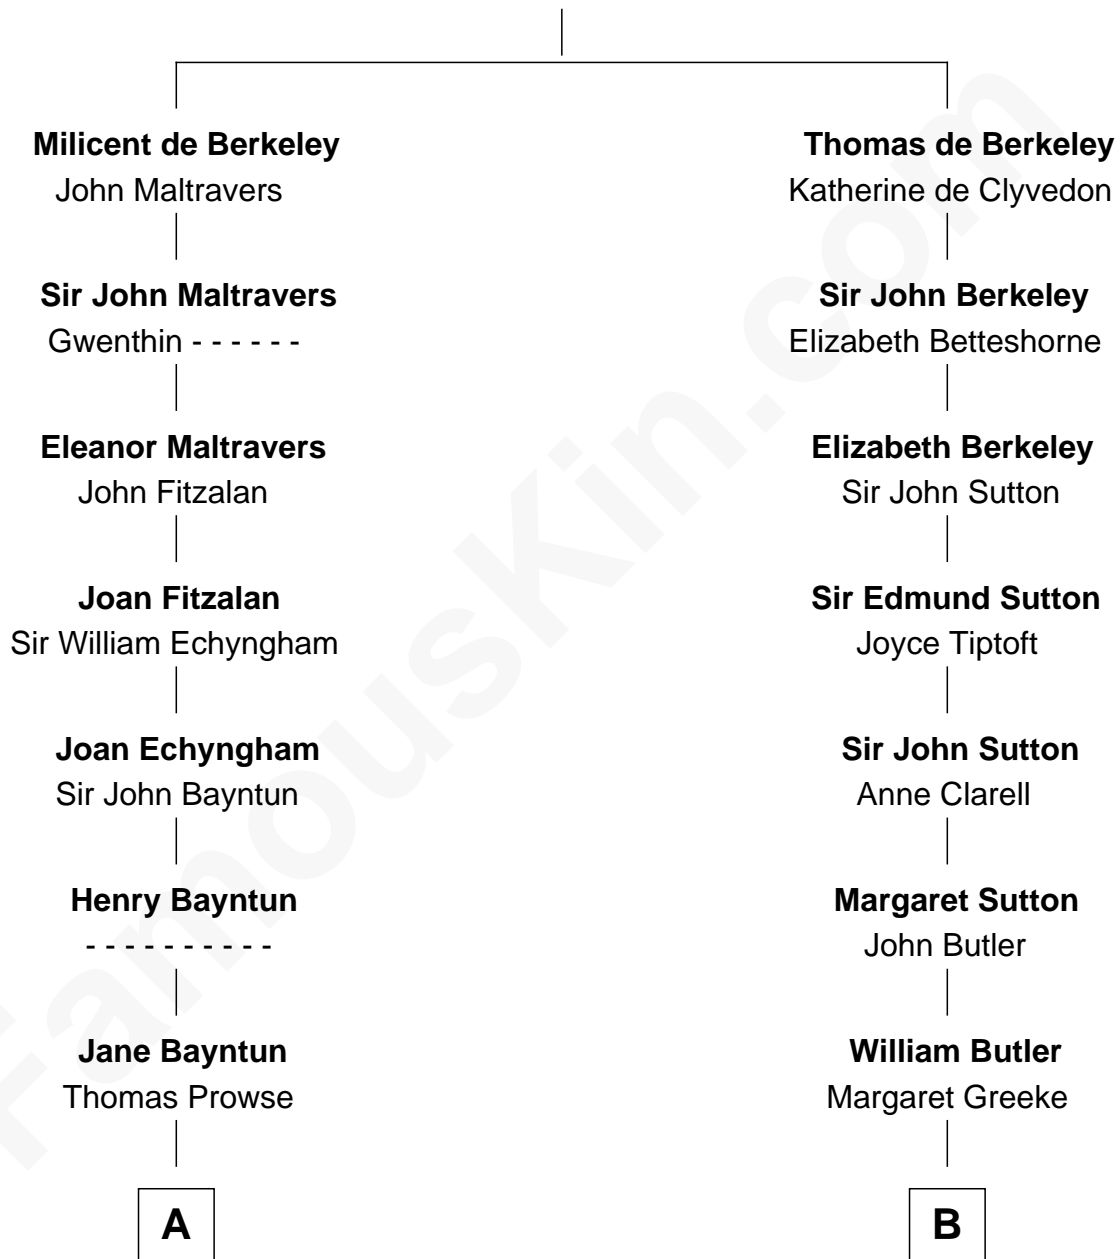 Milicent de Berkeley
John Maltravers
Sir John Maltravers
Gwenthin - - - - - -
Eleanor Maltravers
John Fitzalan
Joan Fitzalan
Sir William Echyngham
Joan Echyngham
Sir John Bayntun
Henry Bayntun
- - - - - - - - - -
Jane Bayntun
Thomas Prowse
A
Thomas de Berkeley
Katherine de Clyvedon
Sir John Berkeley
Elizabeth Betteshorne
Elizabeth Berkeley
Sir John Sutton
Sir Edmund Sutton
Joyce Tiptoft
Sir John Sutton
Anne Clarell
Margaret Sutton
John Butler
William Butler
Margaret Greeke
B
FamousKin.com